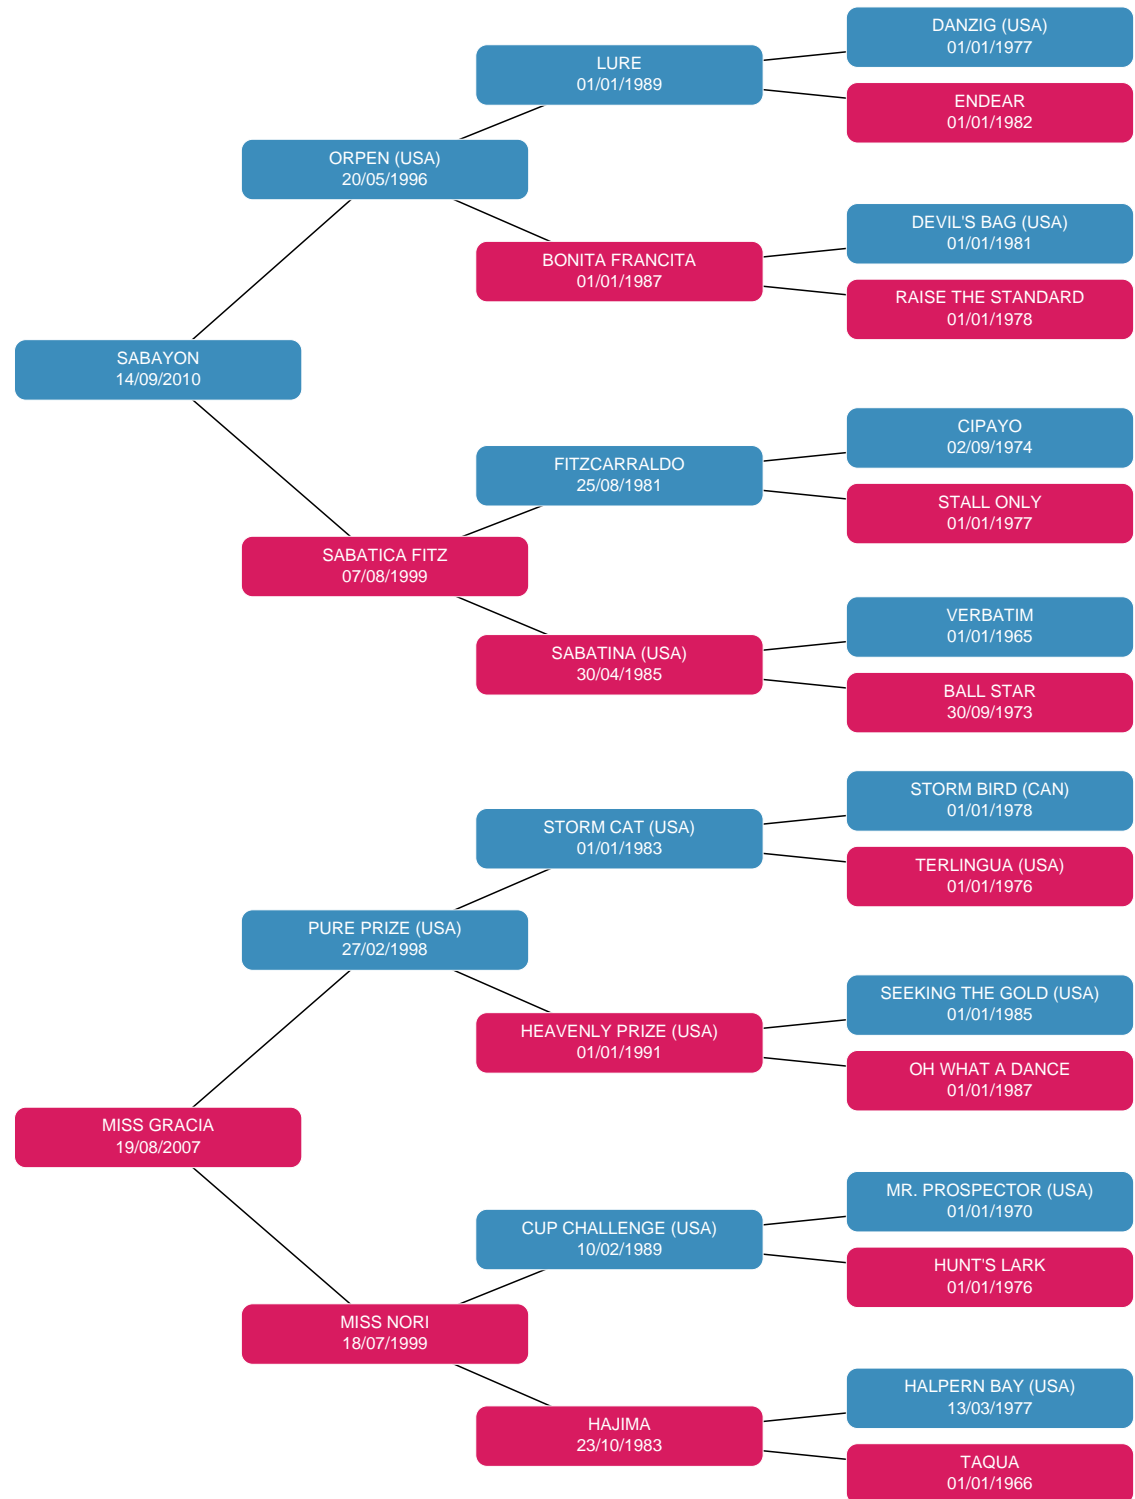 DANZIG (USA)
01/01/1977
LURE
01/01/1989
ENDEAR
01/01/1982
ORPEN (USA)
20/05/1996
DEVIL'S BAG (USA)
01/01/1981
BONITA FRANCITA
01/01/1987
RAISE THE STANDARD
01/01/1978
SABAYON
14/09/2010
CIPAYO
02/09/1974
FITZCARRALDO
25/08/1981
STALL ONLY
01/01/1977
SABATICA FITZ
07/08/1999
VERBATIM
01/01/1965
SABATINA (USA)
30/04/1985
BALL STAR
30/09/1973
STORM BIRD (CAN)
01/01/1978
STORM CAT (USA)
01/01/1983
TERLINGUA (USA)
01/01/1976
PURE PRIZE (USA)
27/02/1998
SEEKING THE GOLD (USA)
01/01/1985
HEAVENLY PRIZE (USA)
01/01/1991
OH WHAT A DANCE
01/01/1987
MISS GRACIA
19/08/2007
MR. PROSPECTOR (USA)
01/01/1970
CUP CHALLENGE (USA)
10/02/1989
HUNT'S LARK
01/01/1976
MISS NORI
18/07/1999
HALPERN BAY (USA)
13/03/1977
HAJIMA
23/10/1983
TAQUA
01/01/1966